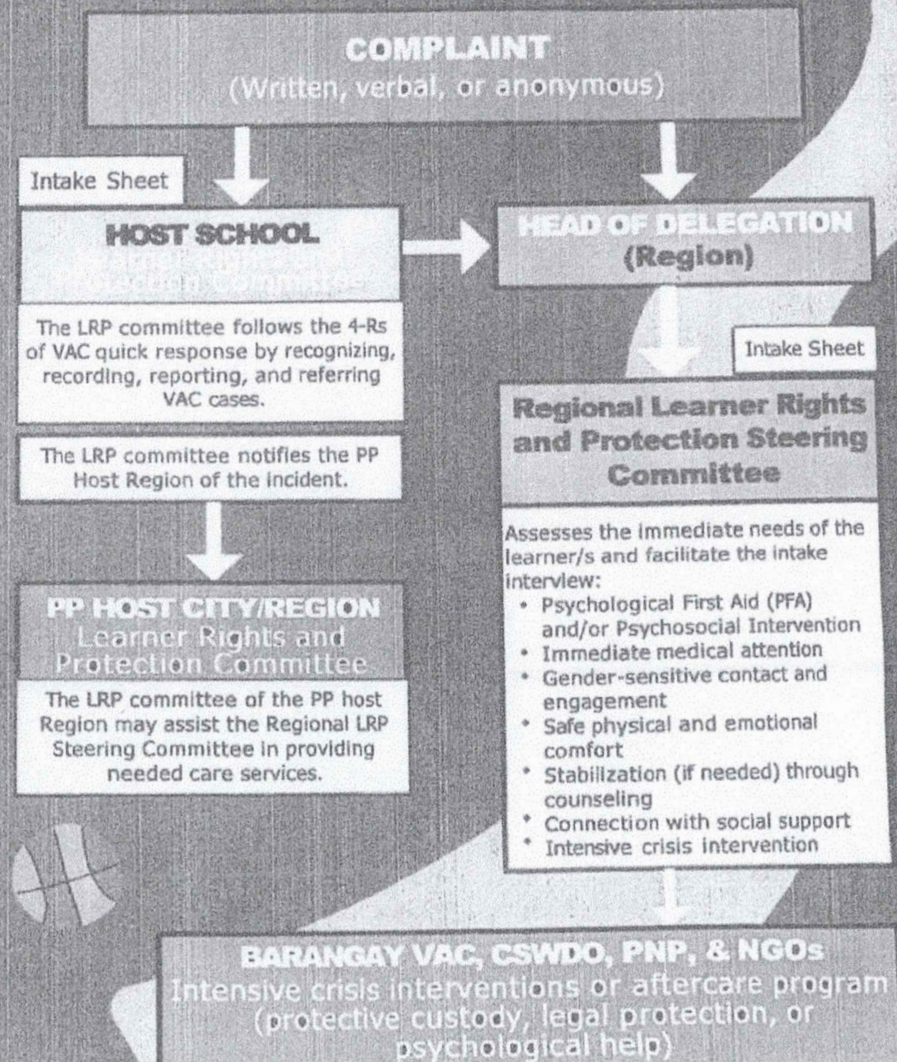 COMPLAINT
(Written, verbal, or anonymous)
Intake Sheet
HOST SCHOOL
Learner Rights and
Protection Committee
The LRP committee follows the 4-Rs
of VAC quick response by recognizing,
recording, reporting, and referring
VAC cases.
The LRP committee notifies the PP
Host Region of the incident.
PP HOST CITY/REGION
Learner Rights and
Protection Committee
The LRP committee of the PP host
Region may assist the Regional LRP
Steering Committee in providing
needed care services.
HEAD OF DELEGATION
(Region)
Intake Sheet
Regional Learner Rights
and Protection Steering
Committee
Assesses the immediate needs of the
learner/s and facilitate the intake
interview:
• Psychological First Aid (PFA)
and/or Psychosocial Intervention
• Immediate medical attention
• Gender-sensitive contact and
engagement
• Safe physical and emotional
comfort
• Stabilization (if needed) through
counseling
• Connection with social support
• Intensive crisis intervention
BARANGAY VAC, CSWDO, PNP, & NGOs
Intensive crisis interventions or aftercare program
(protective custody, legal protection, or
psychological help)